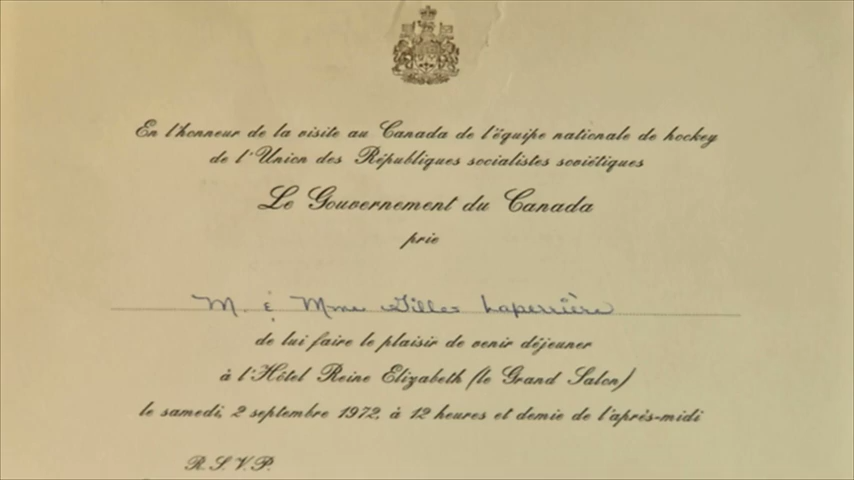 En l'honneur de la visite au Canada de l'équipe nationale de hockey
de l'Union des Républiques socialistes soviétiques
Le Gouvernement du Canada
prie
M. & Mme Gilles Laperrière
de lui faire le plaisir de venir déjeuner
à l'Hôtel Reine Elizabeth (le Grand Salon)
le samedi, 2 septembre 1972, à 12 heures et demie de l'après-midi
R.S.V.P.